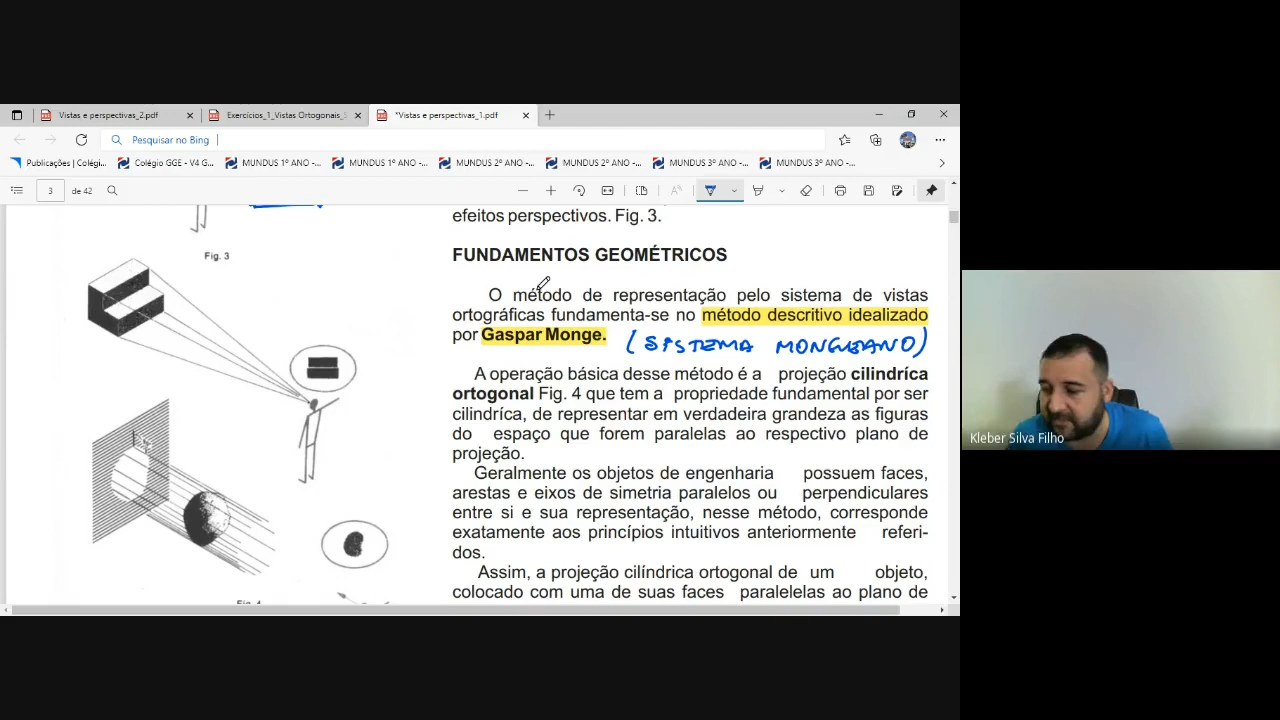 Vistas e perspectivas_2.pdf
Exercícios_1_Vistas Ortogonais_
*Vistas e perspectivas_1.pdf
Pesquisar no Bing
Publicações | Colégi...
Colégio GGE - V4 G...
MUNDUS 1º ANO -...
MUNDUS 1º ANO -...
MUNDUS 2º ANO -...
MUNDUS 2º ANO -...
MUNDUS 3º ANO -...
MUNDUS 3º ANO -...
3 de 42
efeitos perspectivos. Fig. 3.
Fig. 3
FUNDAMENTOS GEOMÉTRICOS
O método de representação pelo sistema de vistas
ortográficas fundamenta-se no método descritivo idealizado
por Gaspar Monge. (SISTEMA MONGEANO)
A operação básica desse método é a projeção cilindríca
ortogonal Fig. 4 que tem a propriedade fundamental por ser
cilindríca, de representar em verdadeira grandeza as figuras
do espaço que forem paralelas ao respectivo plano de
projeção.
Geralmente os objetos de engenharia possuem faces,
arestas e eixos de simetria paralelos ou perpendiculares
entre si e sua representação, nesse método, corresponde
exatamente aos princípios intuitivos anteriormente referi-
dos.
Assim, a projeção cilíndrica ortogonal de um objeto,
colocado com uma de suas faces paralelelas ao plano de
Kleber Silva Filho